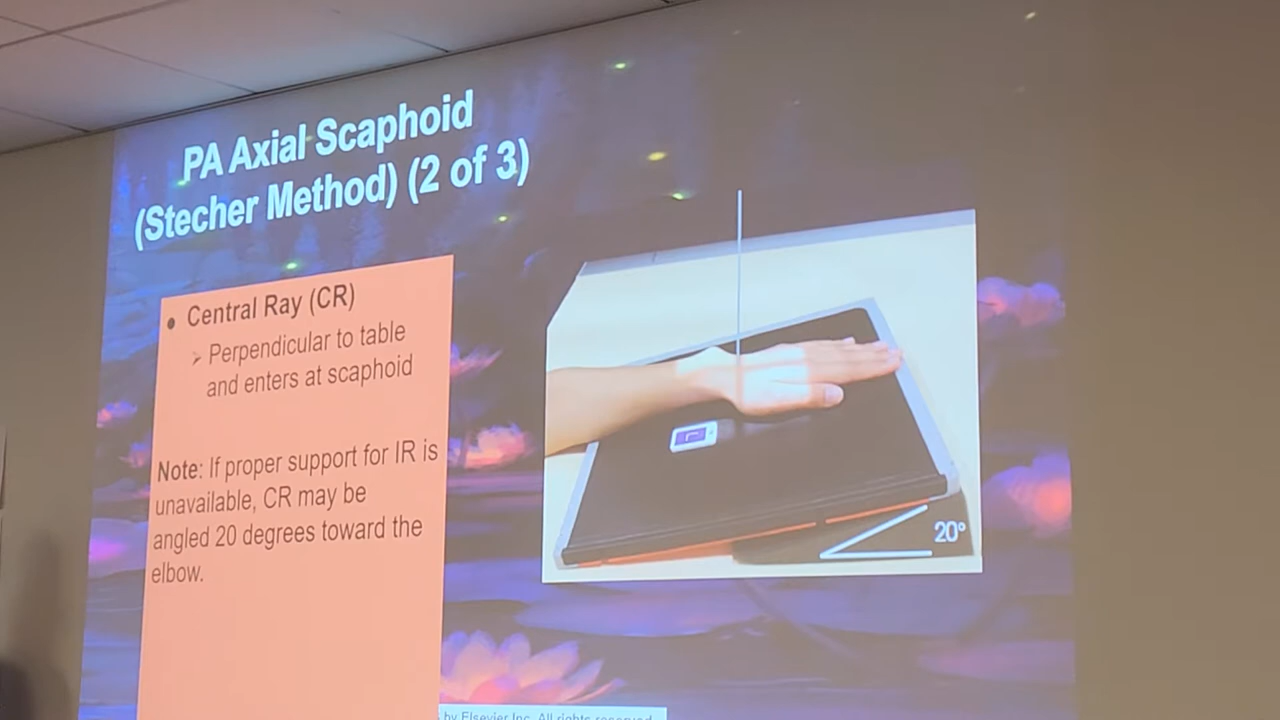 PA Axial Scaphoid
(Stecher Method) (2 of 3)
• Central Ray (CR)
➢ Perpendicular to table
and enters at scaphoid
Note: If proper support for IR is
unavailable, CR may be
angled 20 degrees toward the
elbow.
20°
by Elsevier Inc. All rights reserved